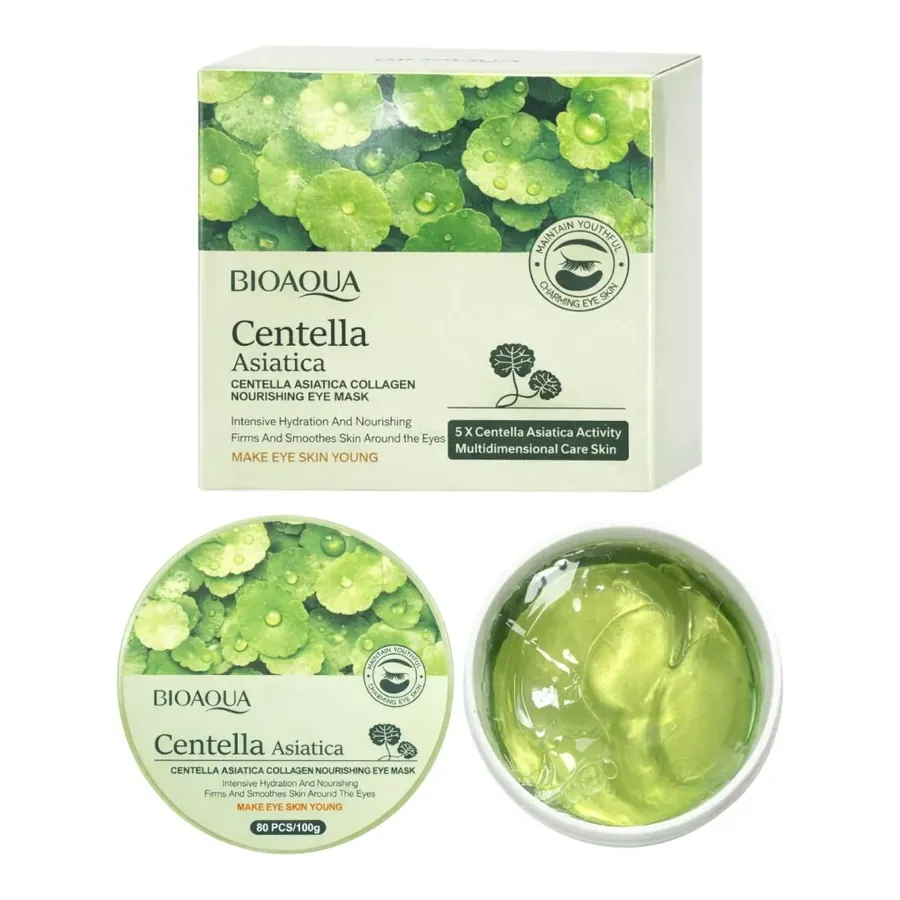 BIOAQUA
MAINTAIN YOUTHFUL
CHARMING EYE SKIN
BIOAQUA
Centella
Asiatica
CENTELLA ASIATICA COLLAGEN
NOURISHING EYE MASK
Intensive Hydration And Nourishing
Firms And Smoothes Skin Around the Eyes
MAKE EYE SKIN YOUNG
5 X Centella Asiatica Activity
Multidimensional Care Skin
MAINTAIN YOUTHFUL
CHARMING EYE SKIN
BIOAQUA
Centella Asiatica
CENTELLA ASIATICA COLLAGEN NOURISHING EYE MASK
Intensive Hydration And Nourishing
Firms And Smoothes Skin Around The Eyes
MAKE EYE SKIN YOUNG
80 PCS/100g